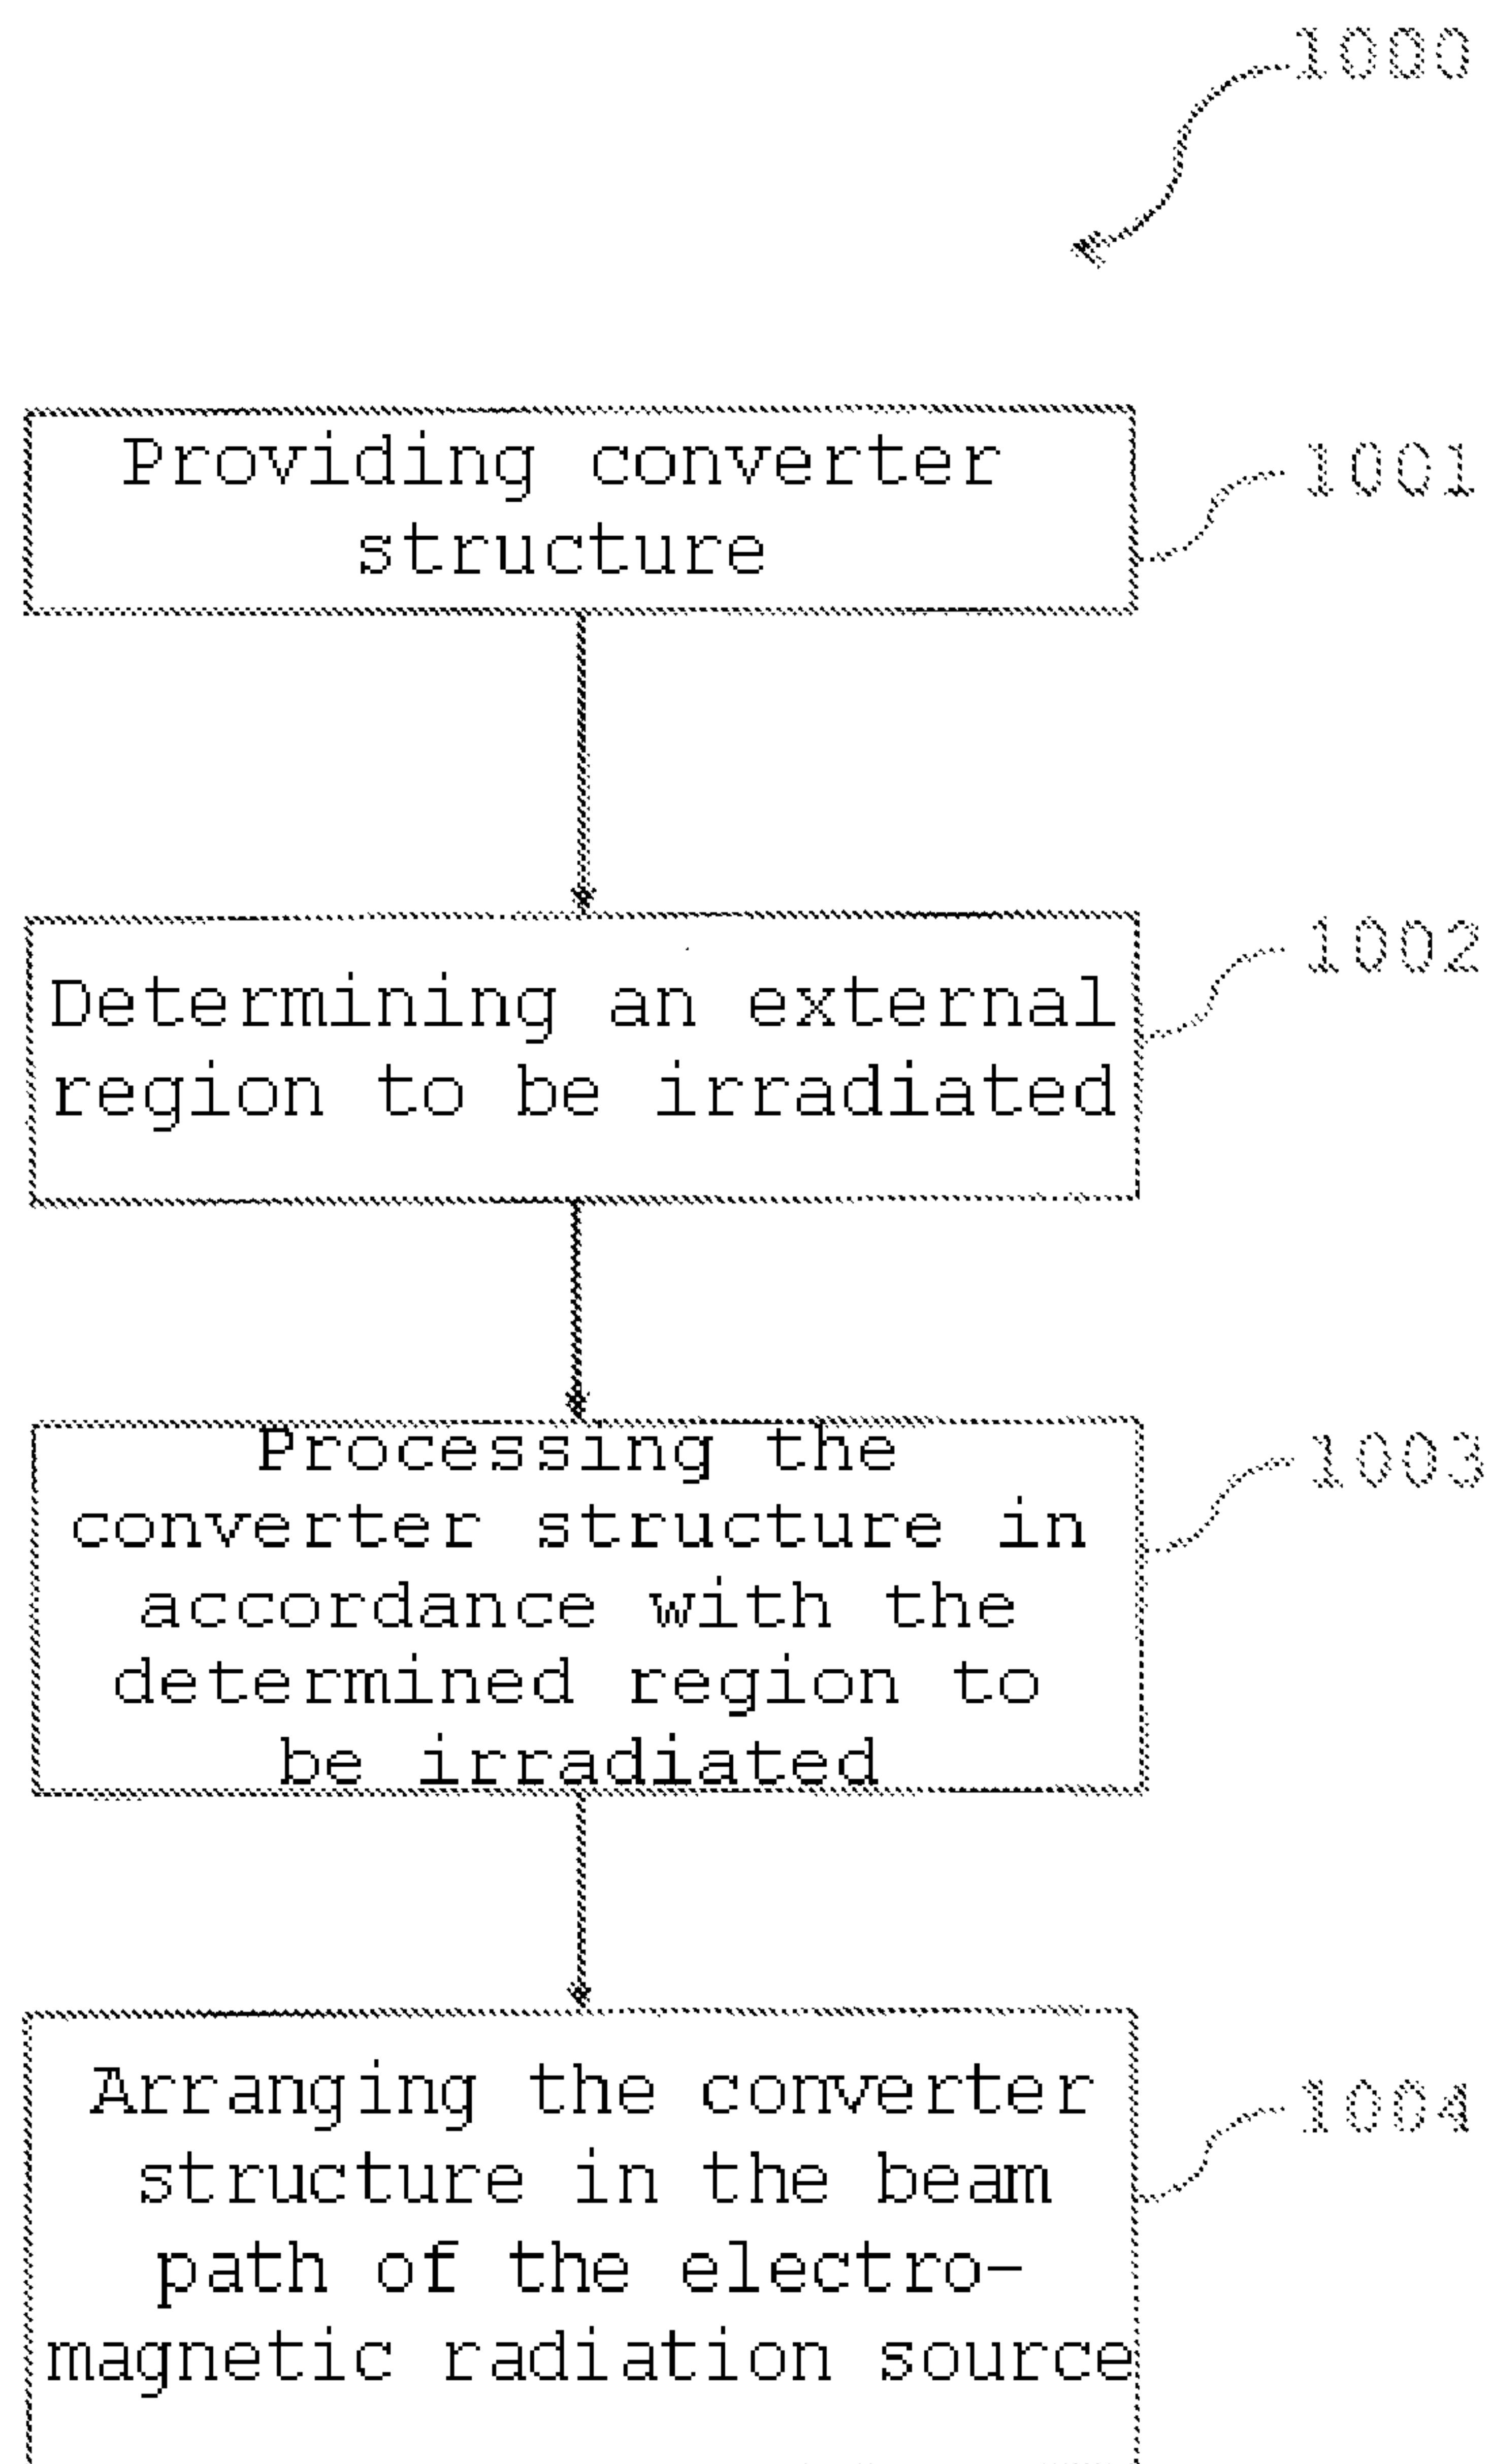 1000
Providing converter
structure
1001
Determining an external
region to be irradiated
1002
Processing the
converter structure in
accordance with the
determined region to
be irradiated
1003
Arranging the converter
structure in the beam
path of the electro-
magnetic radiation source
1004